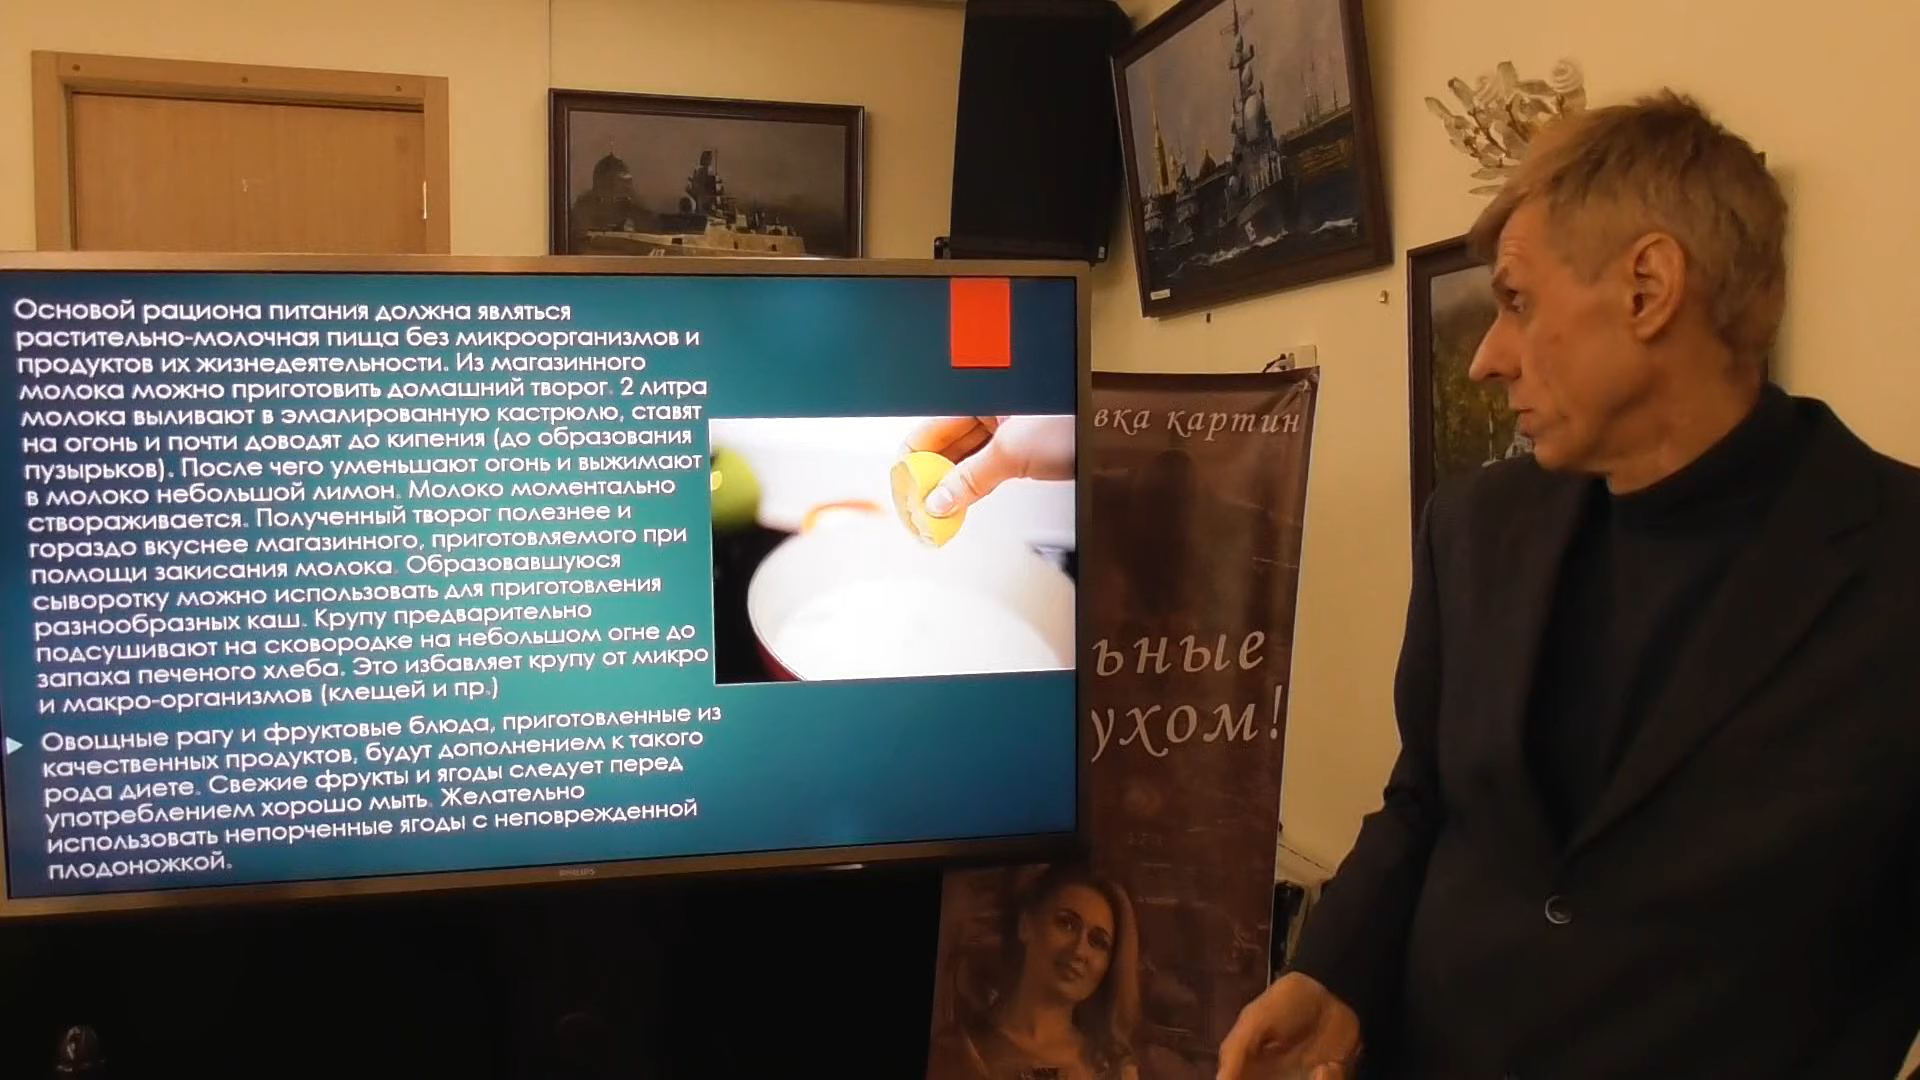 Основой рациона питания должна являться
растительно-молочная пища без микроорганизмов и
продуктов их жизнедеятельности. Из магазинного
молока можно приготовить домашний творог. 2 литра
молока выливают в эмалированную кастрюлю, ставят
на огонь и почти доводят до кипения (до образования
пузырьков). После чего уменьшают огонь и выжимают
в молоко небольшой лимон. Молоко моментально
створаживается. Полученный творог полезнее и
гораздо вкуснее магазинного, приготовляемого при
помощи закисания молока. Образовавшуюся
сыворотку можно использовать для приготовления
разнообразных каш. Крупу предварительно
подсушивают на сковородке на небольшом огне до
запаха печеного хлеба. Это избавляет крупу от микро
и макро-организмов (клещей и пр.)
Овощные рагу и фруктовые блюда, приготовленные из
качественных продуктов, будут дополнением к такого
рода диете. Свежие фрукты и ягоды следует перед
употреблением хорошо мыть. Желательно
использовать непорченные ягоды с неповрежденной
плодоножкой.
PHILIPS
вка картин
ьные
ухом!